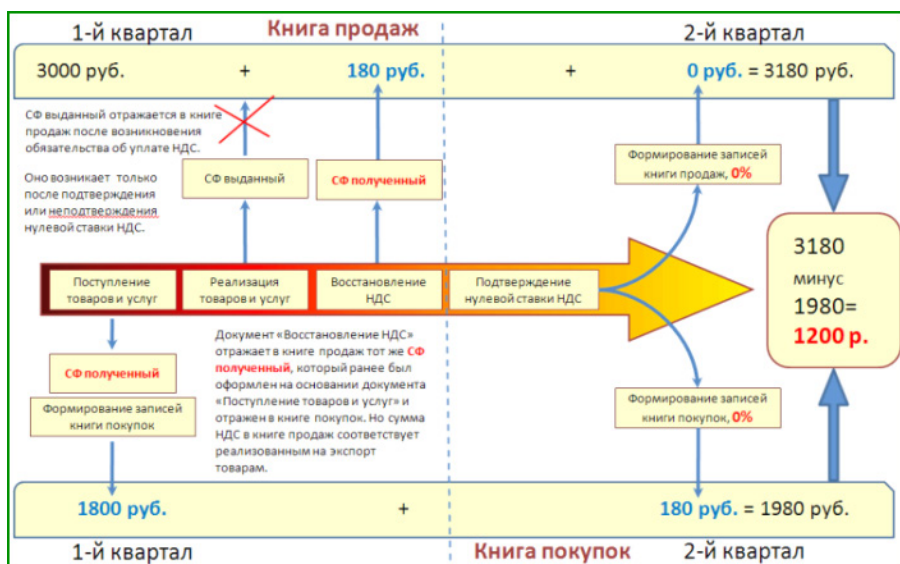 1-й квартал
Книга продаж
2-й квартал
3000 руб. + 180 руб. + 0 руб. = 3180 руб.
СФ выданный отражается в книге
продаж после возникновения
обязательства об уплате НДС.
Оно возникает только
после подтверждения
или неподтверждения
нулевой ставки НДС.
СФ выданный
СФ полученный
Формирование записей
книги продаж, 0%
Поступление
товаров и услуг
Реализация
товаров и услуг
Восстановление
НДС
Подтверждение
нулевой ставки НДС
3180
минус
1980=
1200 р.
СФ полученный
Формирование записей
книги покупок
Документ «Восстановление НДС»
отражает в книге продаж тот же СФ
полученный, который ранее был
оформлен на основании документа
«Поступление товаров и услуг» и
отражен в книге покупок. Но сумма
НДС в книге продаж соответствует
реализованным на экспорт
товарам.
Формирование записей
книги покупок, 0%
1800 руб. + 180 руб. = 1980 руб.
1-й квартал
Книга покупок
2-й квартал